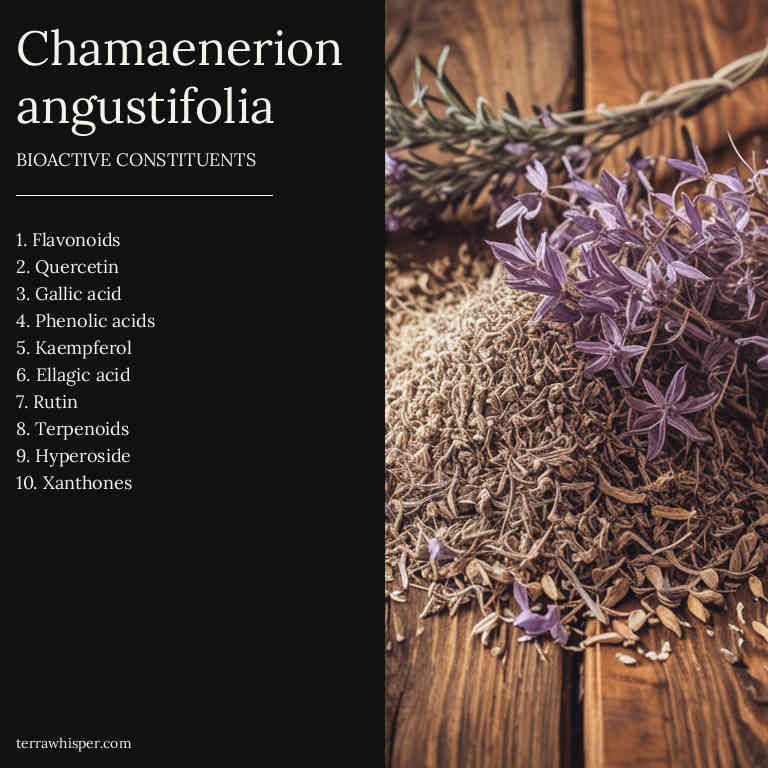 Chamaenerion
angustifolia
BIOACTIVE CONSTITUENTS
1. Flavonoids
2. Quercetin
3. Gallic acid
4. Phenolic acids
5. Kaempferol
6. Ellagic acid
7. Rutin
8. Terpenoids
9. Hyperoside
10. Xanthones
terrawhisper.com